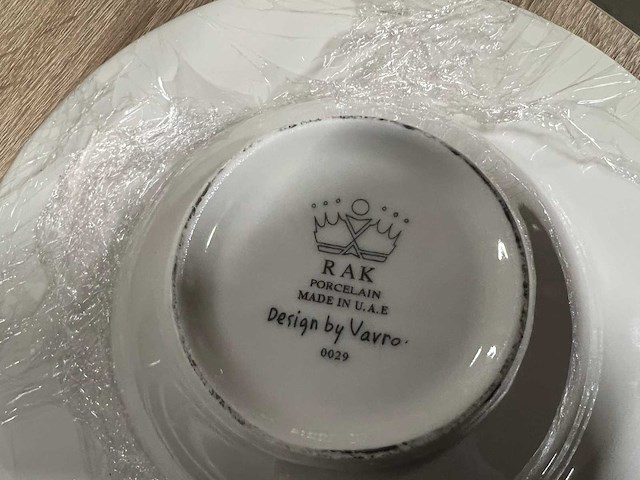 RAK
PORCELAIN
MADE IN U.A.E
Design by Vavro.
0029